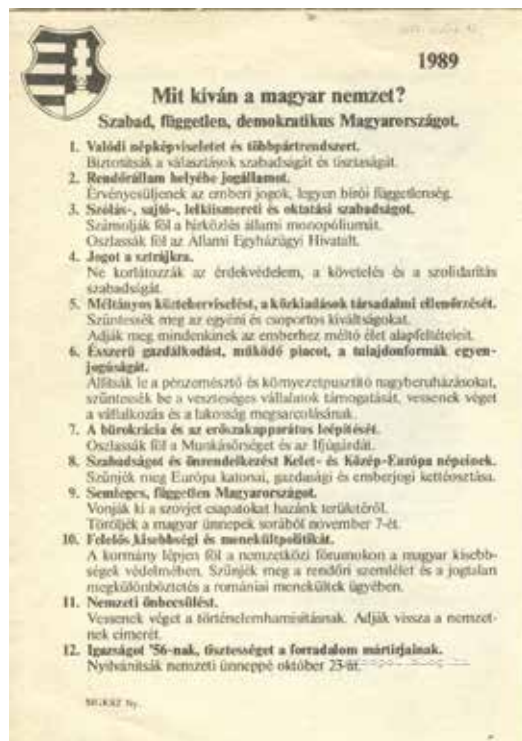 1989
Mit kíván a magyar nemzet?
Szabad, független, demokratikus Magyarországot.
1. Valódi népképviseletet és többpártrendszert.
Biztosítsák a választások szabadságát és tisztaságát.
2. Rendőrállam helyébe jogállamot.
Érvényesüljenek az emberi jogok, legyen bírói függetlenség.
3. Szólás-, sajtó-, lelkiismereti és oktatási szabadságot.
Számolják föl a hírközlés állami monopóliumát.
Oszlassák föl az Állami Egyházügyi Hivatalt.
4. Jogot a sztrájkra.
Ne korlátozzák az érdekvédelem, a követelés és a szolidaritás
szabadságát.
5. Méltányos közteherviselést, a közkiadások társadalmi ellenőrzését.
Szüntessék meg az egyéni és csoportos kiváltságokat.
Adják meg mindenkinek az emberhez méltó élet alapfeltételeit.
6. Ésszerű gazdálkodást, működő piacot, a tulajdonformák egyen-
jogúságát.
Állítsák le a pénzemésztő és környezetpusztító nagyberuházásokat,
szüntessék be a veszteséges vállalatok támogatását, vessenek véget
a vállalkozás és a lakosság megsarcolásának.
7. A bürokrácia és az erőszakapparátus leépítését.
Oszlassák föl a Munkásőrséget és az Ifjúgárdát.
8. Szabadságot és önrendelkezést Kelet- és Közép-Európa népeinek.
Szűnjék meg Európa katonai, gazdasági és emberjogi kettéosztása.
9. Semleges, független Magyarországot.
Vonják ki a szovjet csapatokat hazánk területéről.
Töröljék a magyar ünnepek sorából november 7-ét.
10. Felelős kisebbségi és menekültpolitikát.
A kormány lépjen föl a nemzetközi fórumokon a magyar kisebb-
ségek védelmében. Szűnjék meg a rendőri szemlélet és a jogtalan
megkülönböztetés a romániai menekültek ügyében.
11. Nemzeti önbecsülést.
Vessenek véget a történelemhamisításnak. Adják vissza a nemzet-
nek címerét.
12. Igazságot '56-nak, tisztességet a forradalom mártírjainak.
Nyilvánítsák nemzeti ünneppé október 23-át.
Ny.